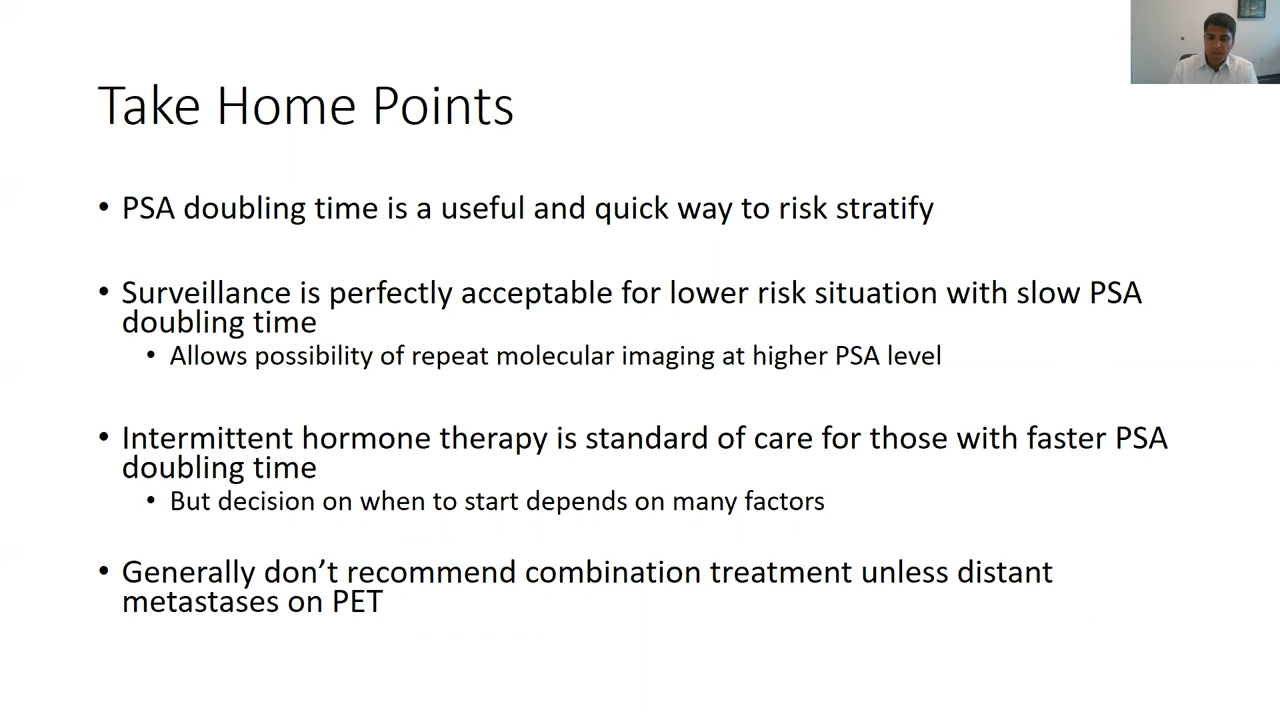 Take Home Points
• PSA doubling time is a useful and quick way to risk stratify
• Surveillance is perfectly acceptable for lower risk situation with slow PSA
doubling time
• Allows possibility of repeat molecular imaging at higher PSA level
• Intermittent hormone therapy is standard of care for those with faster PSA
doubling time
• But decision on when to start depends on many factors
• Generally don’t recommend combination treatment unless distant
metastases on PET